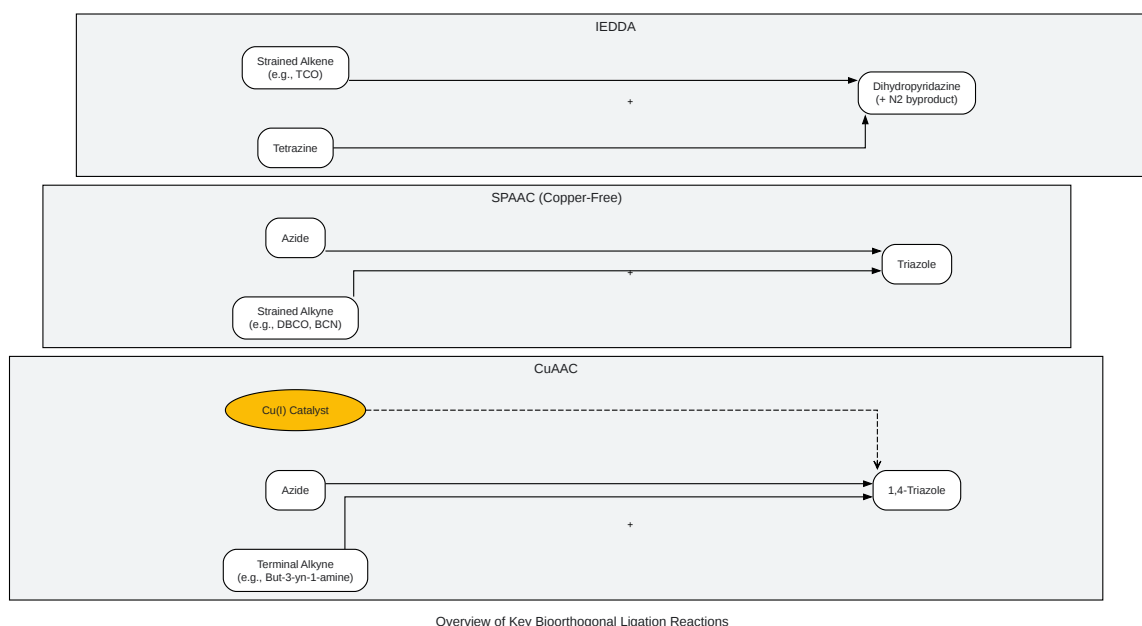 IEDDA
Strained Alkene
(e.g., TCO)
Dihydropyridazine
(+ N2 byproduct)
+
Tetrazine
SPAAC (Copper-Free)
Azide
Triazole
+
Strained Alkyne
(e.g., DBCO, BCN)
CuAAC
Cu(I) Catalyst
Azide
1,4-Triazole
+
Terminal Alkyne
(e.g., But-3-yn-1-amine)
Overview of Key Bioorthogonal Ligation Reactions